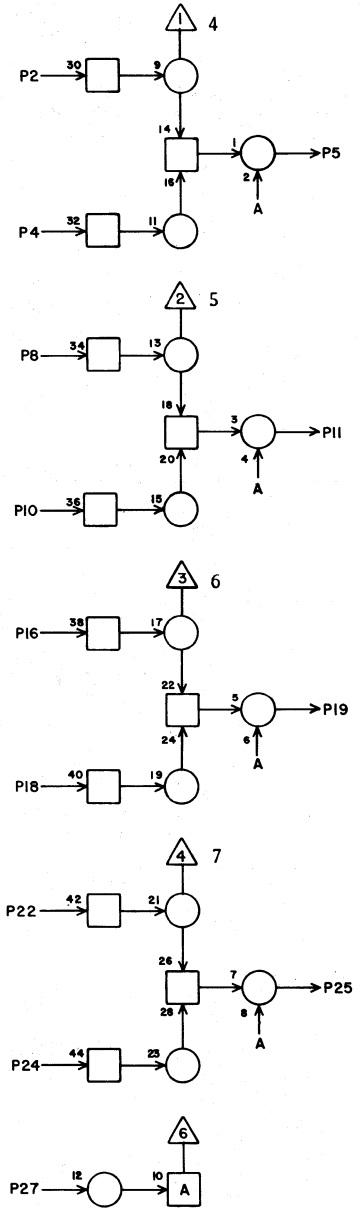 1 4
P2 30 9
14 1 P5
16 2 A
P4 32 11
2 5
P8 34 13
18 3 P11
20 4 A
P10 36 15
3 6
P16 38 17
22 5 P19
24 6 A
P18 40 19
4 7
P22 42 21
26 7 P25
28 8 A
P24 44 23
6
P27 12 10 A